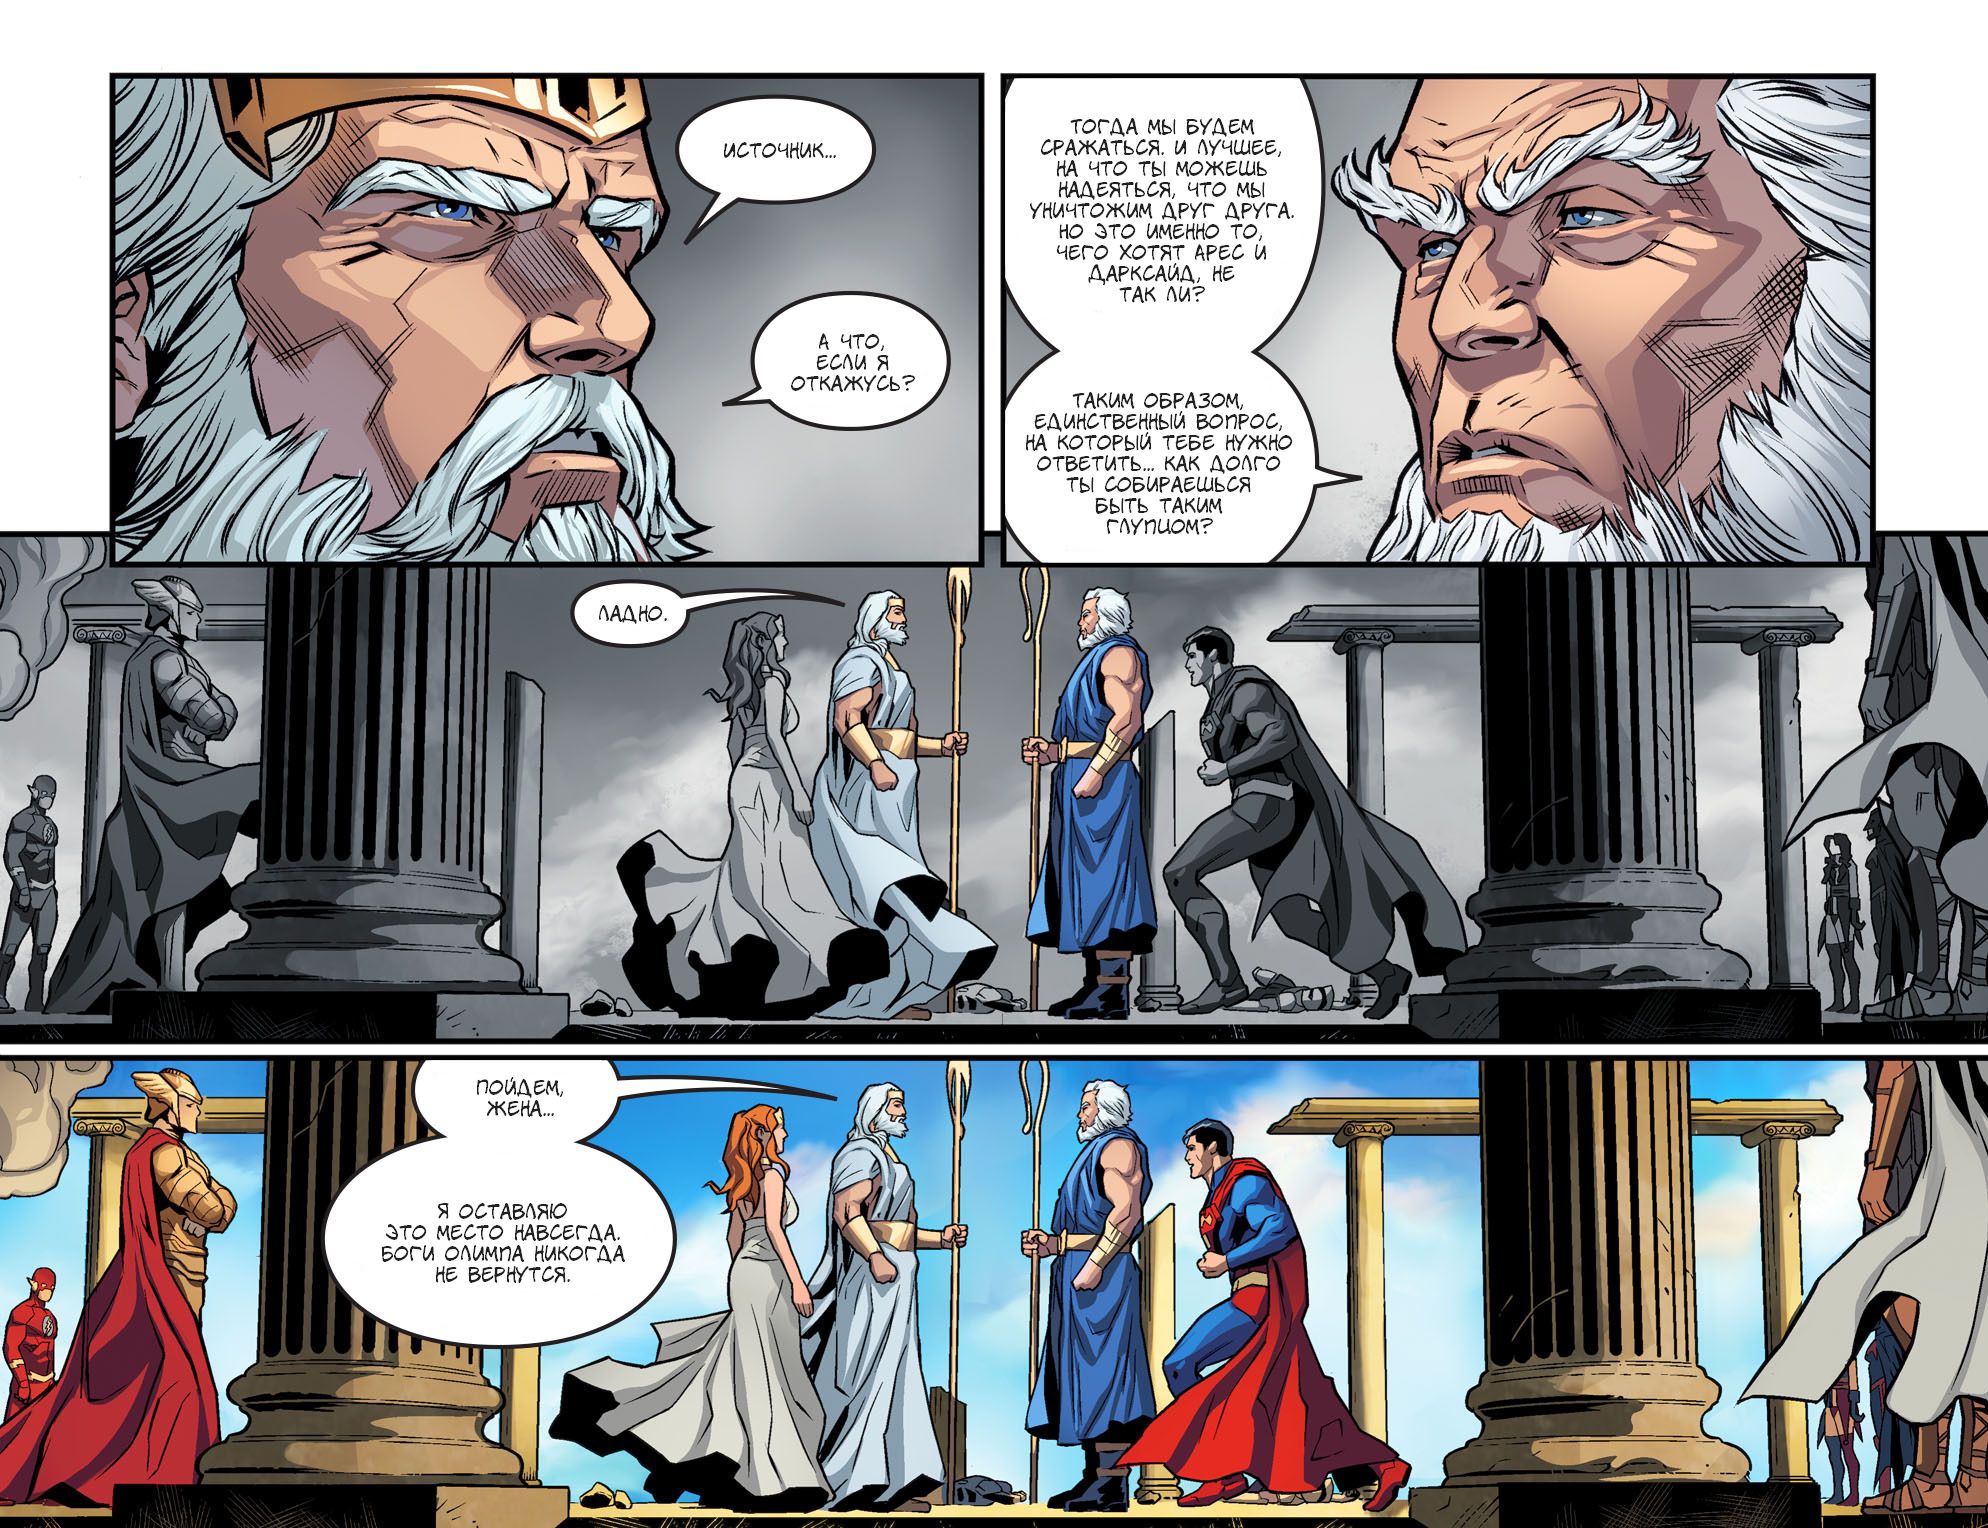 ИСТОЧНИК...
А ЧТО,
ЕСЛИ Я
ОТКАЖУСЬ?
ТОГДА МЫ БУДЕМ
СРАЖАТЬСЯ. И ЛУЧШЕЕ,
НА ЧТО ТЫ МОЖЕШЬ
НАДЕЯТЬСЯ, ЧТО МЫ
УНИЧТОЖИМ ДРУГ ДРУГА.
НО ЭТО ИМЕННО ТО,
ЧЕГО ХОТЯТ АРЕС И
ДАРКСАЙД, НЕ
ТАК ЛИ?
ТАКИМ ОБРАЗОМ,
ЕДИНСТВЕННЫЙ ВОПРОС,
НА КОТОРЫЙ ТЕБЕ НУЖНО
ОТВЕТИТЬ... КАК ДОЛГО
ТЫ СОБИРАЕШЬСЯ
БЫТЬ ТАКИМ
ГЛУПЦОМ?
ЛАДНО.
ПОЙДЕМ,
ЖЕНА...
Я ОСТАВЛЯЮ
ЭТО МЕСТО НАВСЕГДА.
БОГИ ОЛИМПА НИКОГДА
НЕ ВЕРНУТСЯ.